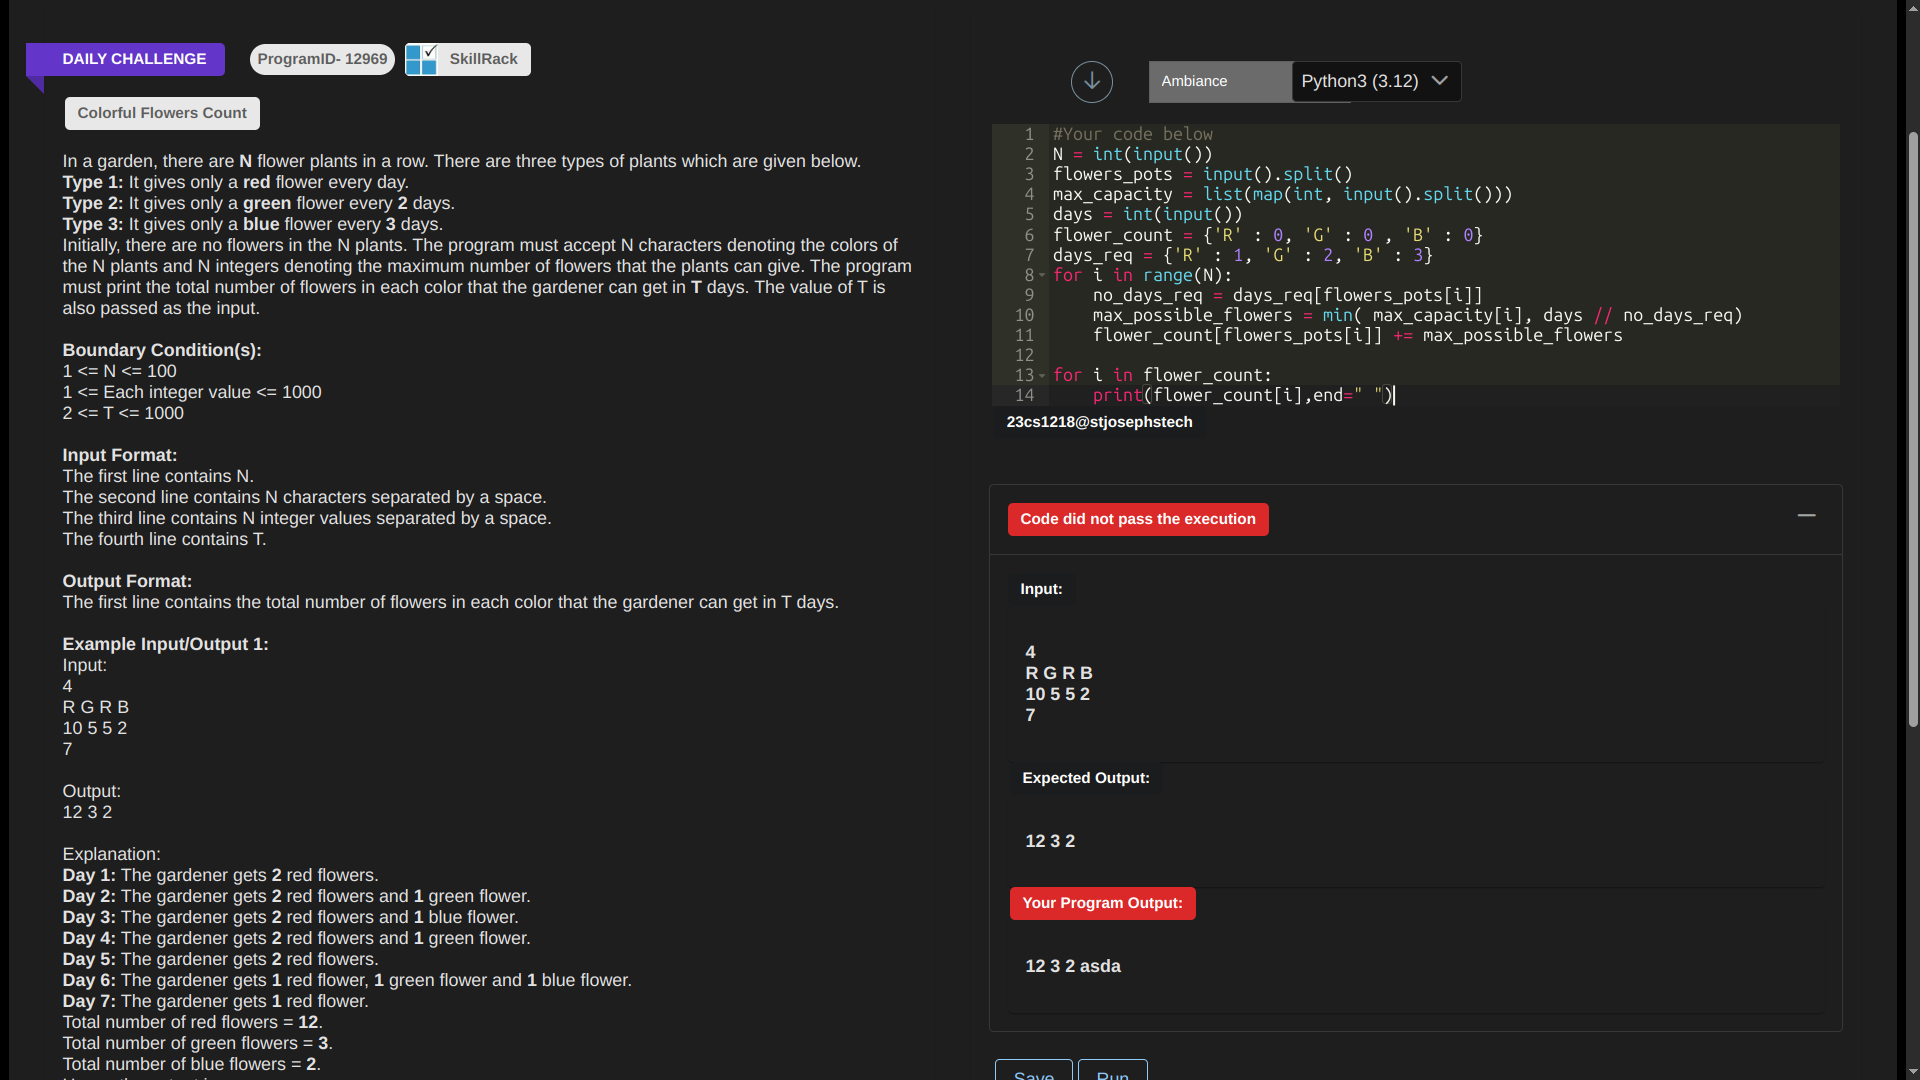 DAILY CHALLENGE
ProgramID- 12969
SkillRack
Colorful Flowers Count
In a garden, there are N flower plants in a row. There are three types of plants which are given below.
Type 1: It gives only a red flower every day.
Type 2: It gives only a green flower every 2 days.
Type 3: It gives only a blue flower every 3 days.
Initially, there are no flowers in the N plants. The program must accept N characters denoting the colors of
the N plants and N integers denoting the maximum number of flowers that the plants can give. The program
must print the total number of flowers in each color that the gardener can get in T days. The value of T is
also passed as the input.
Boundary Condition(s):
1 <= N <= 100
1 <= Each integer value <= 1000
2 <= T <= 1000
Input Format:
The first line contains N.
The second line contains N characters separated by a space.
The third line contains N integer values separated by a space.
The fourth line contains T.
Output Format:
The first line contains the total number of flowers in each color that the gardener can get in T days.
Example Input/Output 1:
Input:
4
R G R B
10 5 5 2
7
Output:
12 3 2
Explanation:
Day 1: The gardener gets 2 red flowers.
Day 2: The gardener gets 2 red flowers and 1 green flower.
Day 3: The gardener gets 2 red flowers and 1 blue flower.
Day 4: The gardener gets 2 red flowers and 1 green flower.
Day 5: The gardener gets 2 red flowers.
Day 6: The gardener gets 1 red flower, 1 green flower and 1 blue flower.
Day 7: The gardener gets 1 red flower.
Total number of red flowers = 12.
Total number of green flowers = 3.
Total number of blue flowers = 2.
Ambiance
Python3 (3.12)
1 #Your code below
2 N = int(input())
3 flowers_pots = input().split()
4 max_capacity = list(map(int, input().split()))
5 days = int(input())
6 flower_count = {'R' : 0, 'G' : 0 , 'B' : 0}
7 days_req = {'R' : 1, 'G' : 2, 'B' : 3}
8 for i in range(N):
9     no_days_req = days_req[flowers_pots[i]]
10     max_possible_flowers = min( max_capacity[i], days // no_days_req)
11     flower_count[flowers_pots[i]] += max_possible_flowers
12
13 for i in flower_count:
14     print(flower_count[i],end=" ")
23cs1218@stjosephstech
Code did not pass the execution
Input:
4
R G R B
10 5 5 2
7
Expected Output:
12 3 2
Your Program Output:
12 3 2 asda
Save
Run